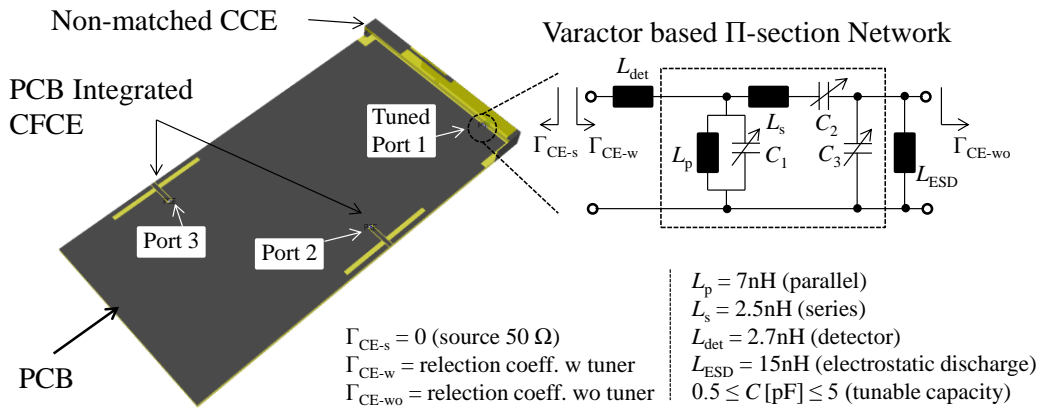 Non-matched CCE
Varactor based Π-section Network
PCB Integrated
CFCE
Tuned
Port 1
Port 3
Port 2
PCB
L_det
Γ_CE-s
Γ_CE-w
L_p
C_1
L_s
C_2
C_3
L_ESD
Γ_CE-wo
Γ_CE-s = 0 (source 50 Ω)
Γ_CE-w = relection coeff. w tuner
Γ_CE-wo = relection coeff. wo tuner
L_p = 7nH (parallel)
L_s = 2.5nH (series)
L_det = 2.7nH (detector)
L_ESD = 15nH (electrostatic discharge)
0.5 ≤ C [pF] ≤ 5 (tunable capacity)